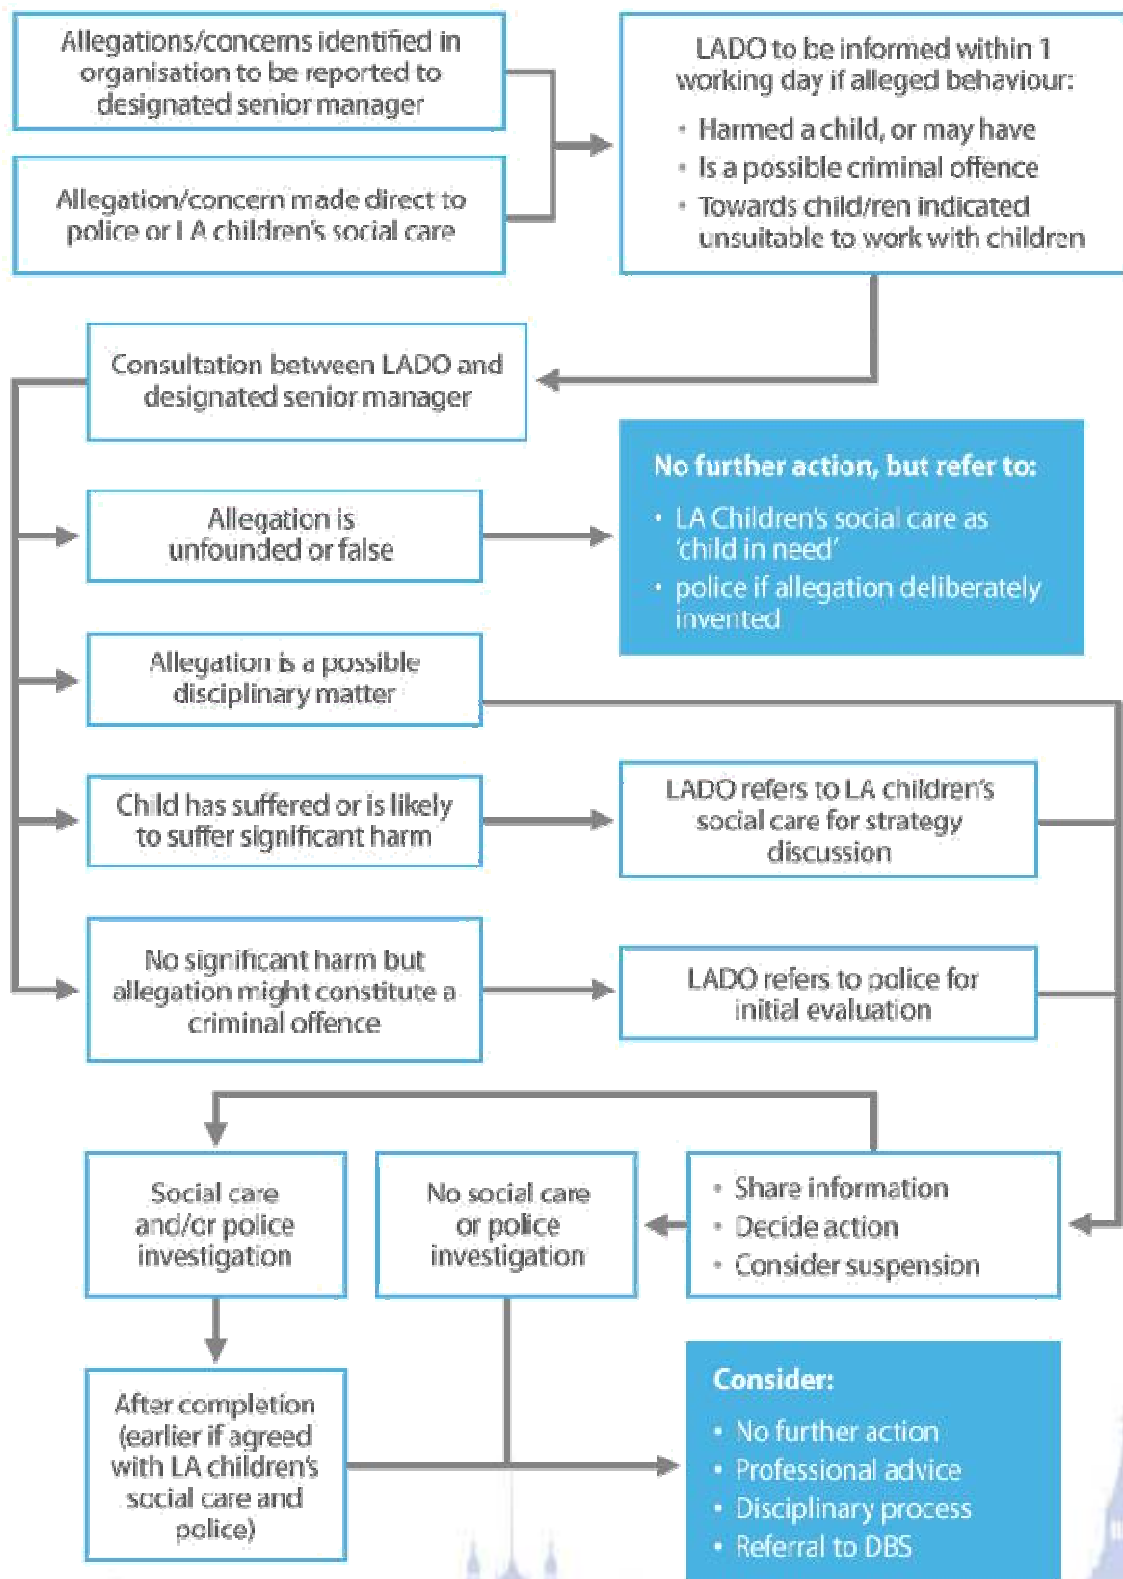 Allegations/concerns identified in
organisation to be reported to
designated senior manager
Allegation/concern made direct to
police or LA children's social care
LADO to be informed within 1
working day if alleged behaviour:
• Harmed a child, or may have
• Is a possible criminal offence
• Towards child/ren indicated
unsuitable to work with children
Consultation between LADO and
designated senior manager
Allegation is
unfounded or false
No further action, but refer to:
• LA Children's social care as
'child in need'
• police if allegation deliberately
invented
Allegation is a possible
disciplinary matter
Child has suffered or is likely
to suffer significant harm
LADO refers to LA children's
social care for strategy
discussion
No significant harm but
allegation might constitute a
criminal offence
LADO refers to police for
initial evaluation
Social care
and/or police
investigation
No social care
or police
investigation
• Share information
• Decide action
• Consider suspension
After completion
(earlier if agreed
with LA children's
social care and
police)
Consider:
• No further action
• Professional advice
• Disciplinary process
• Referral to DBS